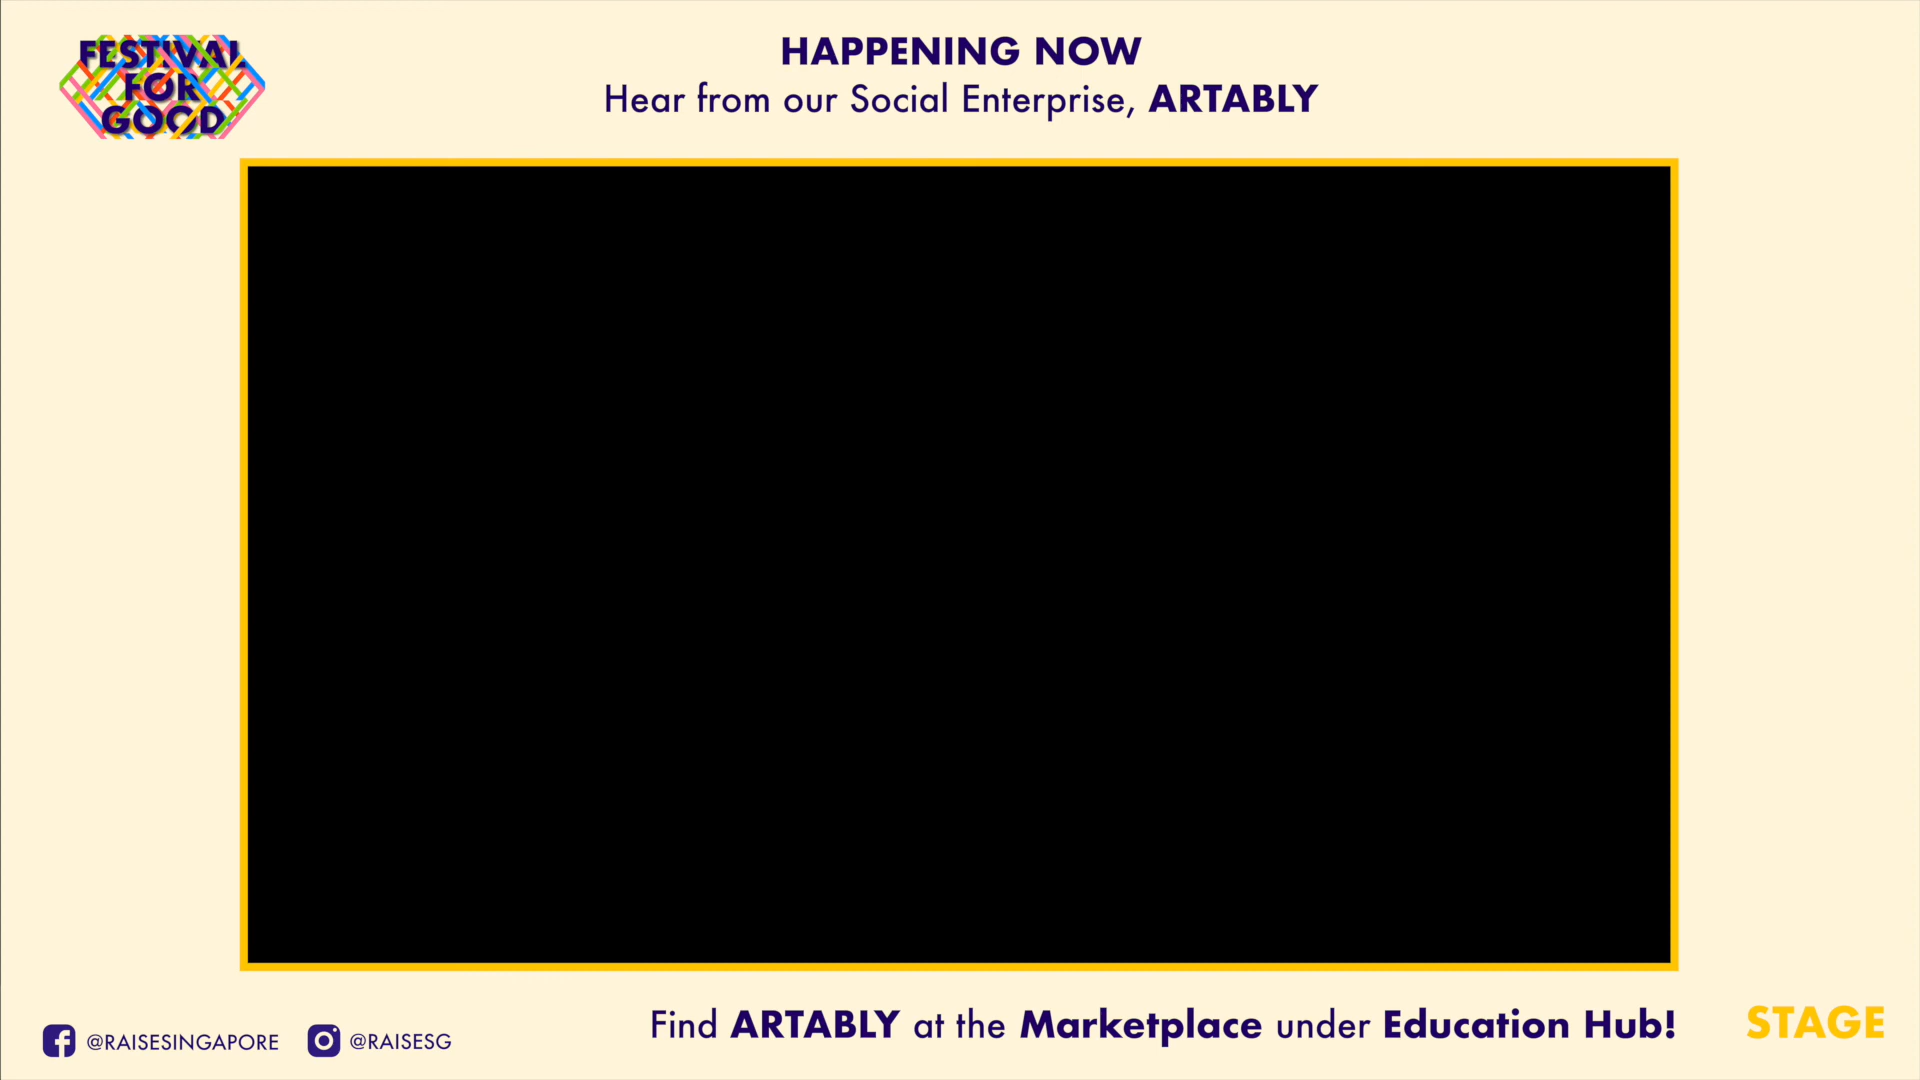 FESTIVAL
FOR
GOOD
HAPPENING NOW
Hear from our Social Enterprise, ARTABLY
Find ARTABLY at the Marketplace under Education Hub!
@RAISESINGAPORE
@RAISESG
STAGE